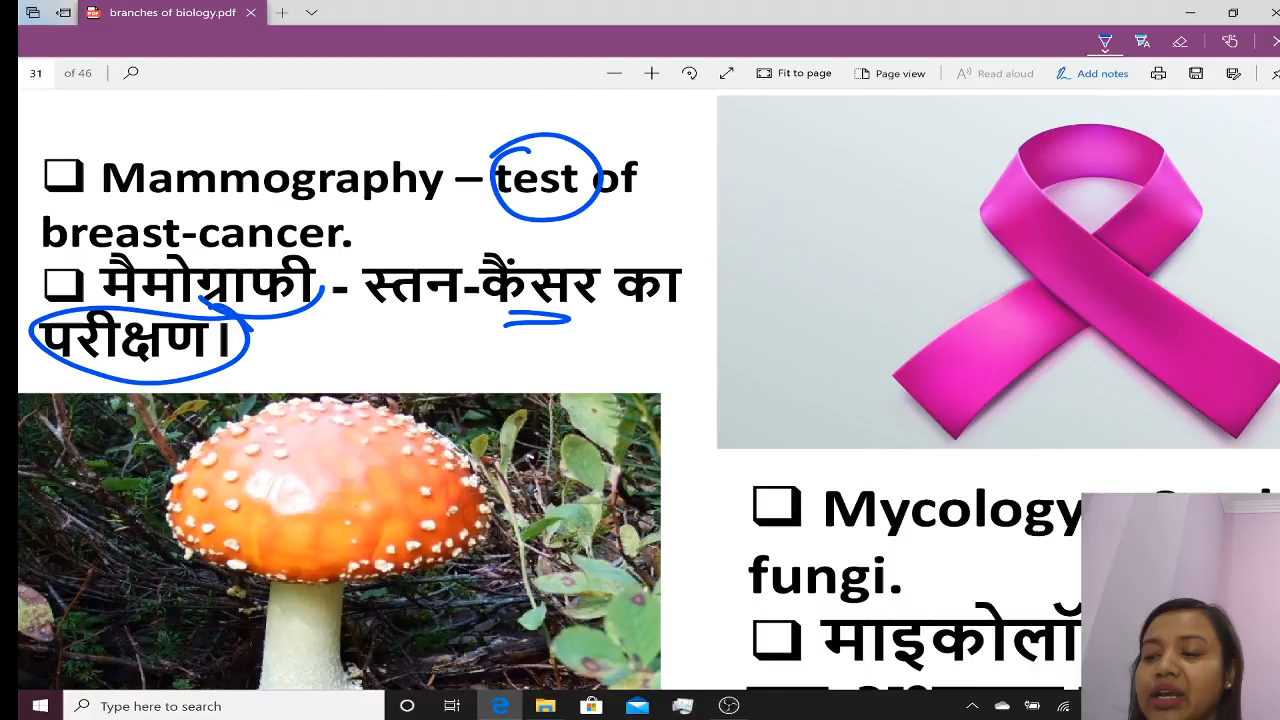 branches of biology.pdf
31 of 46
Fit to page
Page view
Read aloud
Add notes
Mammography – test of
breast-cancer.
मैमोग्राफी - स्तन-कैंसर का
परीक्षण।
Mycology
fungi.
Type here to search